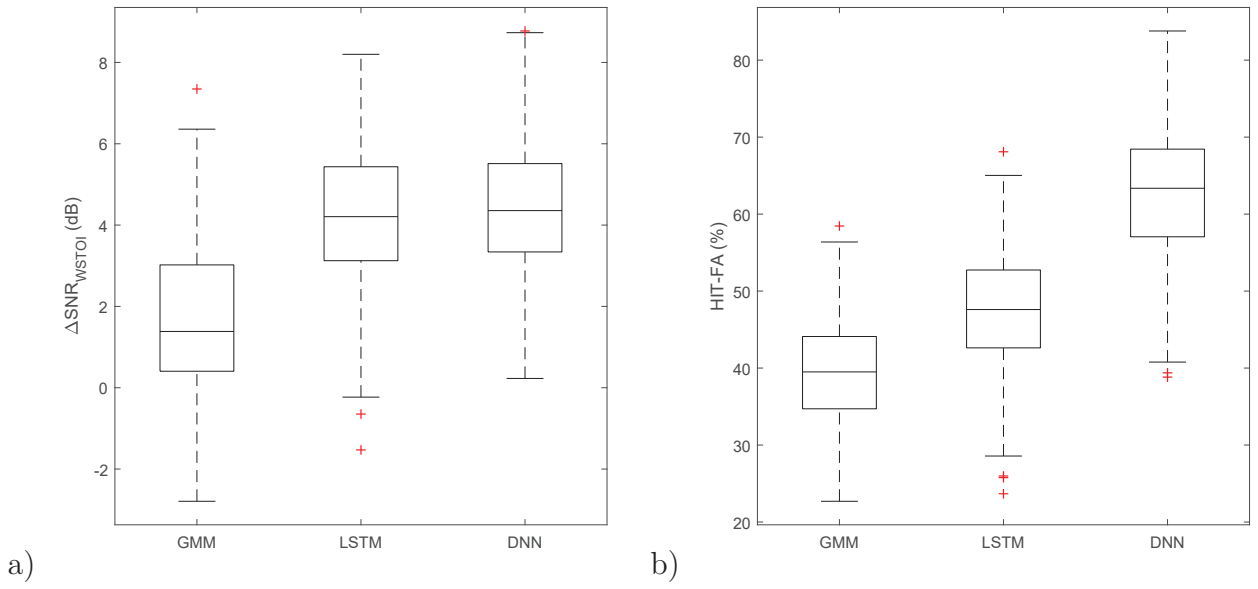 8
6
4
2
0
-2
ΔSNR_WSTOI (dB)
GMM LSTM DNN
a)
80
70
60
50
40
30
20
HIT-FA (%)
GMM LSTM DNN
b)